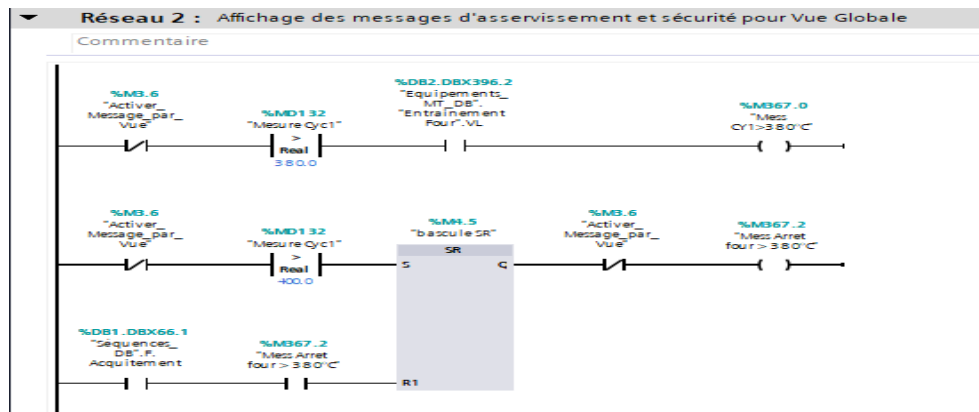 Réseau 2 : Affichage des messages d'asservissement et sécurité pour Vue Globale
Commentaire
%M3.6
"Activer_
Message_par_
Vue"
%MD132
"Mesure Cyc1"
>
Real
380.0
%DB2.DBX396.2
"Equipements_
MT_DB".
"Entraînement
Four".VL
%M367.0
"Mess
CY1>380°C"
%M3.6
"Activer_
Message_par_
Vue"
%MD132
"Mesure Cyc1"
>
Real
400.0
%M4.5
"bascule SR"
SR
S
Q
R1
%M3.6
"Activer_
Message_par_
Vue"
%M367.2
"Mess Arret
four > 380°C"
%DB1.DBX66.1
"Séquences_
DB".F.
Acquitement
%M367.2
"Mess Arret
four > 380°C"